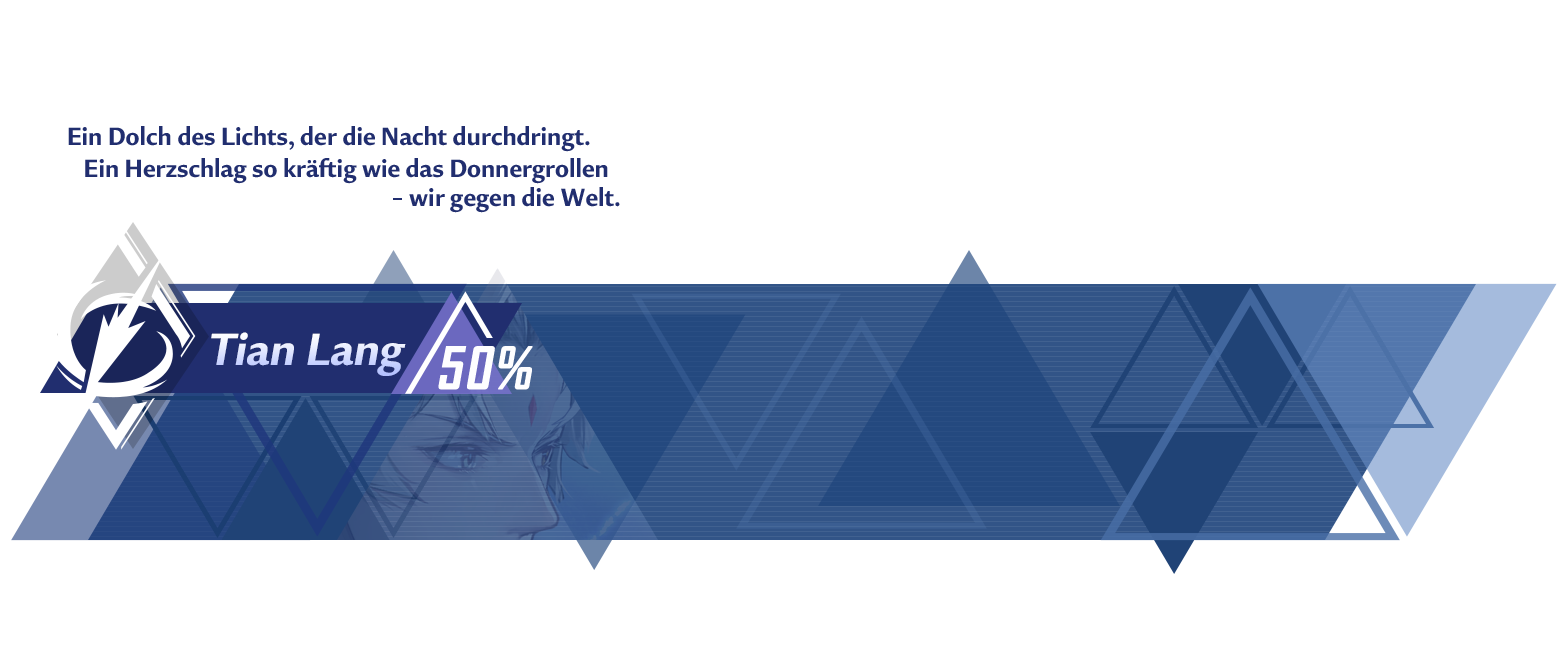 Ein Dolch des Lichts, der die Nacht durchdringt.
Ein Herzschlag so kräftig wie das Donnergrollen
– wir gegen die Welt.
Tian Lang
50%